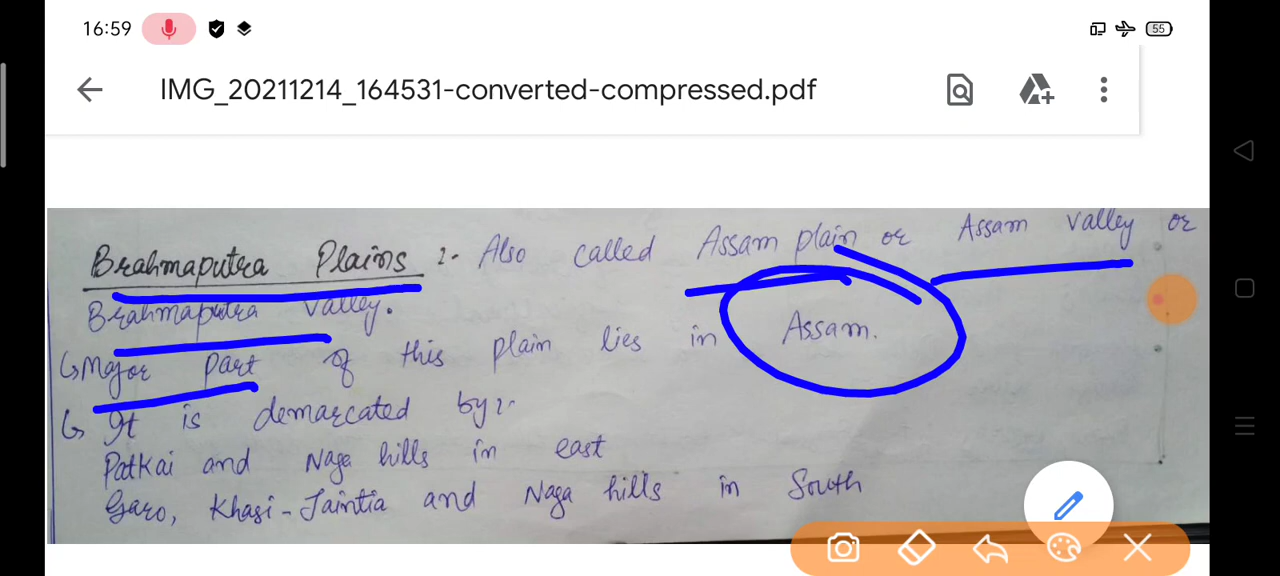 16:59
55
IMG_20211214_164531-converted-compressed.pdf
Brahmaputra Plains :- Also called Assam plain or Assam valley or
Brahmaputra valley.
↳ Major part of this plain lies in Assam.
↳ It is demarcated by :-
Patkai and Naga hills in east
Garo, Khasi-Jaintia and Naga hills in South